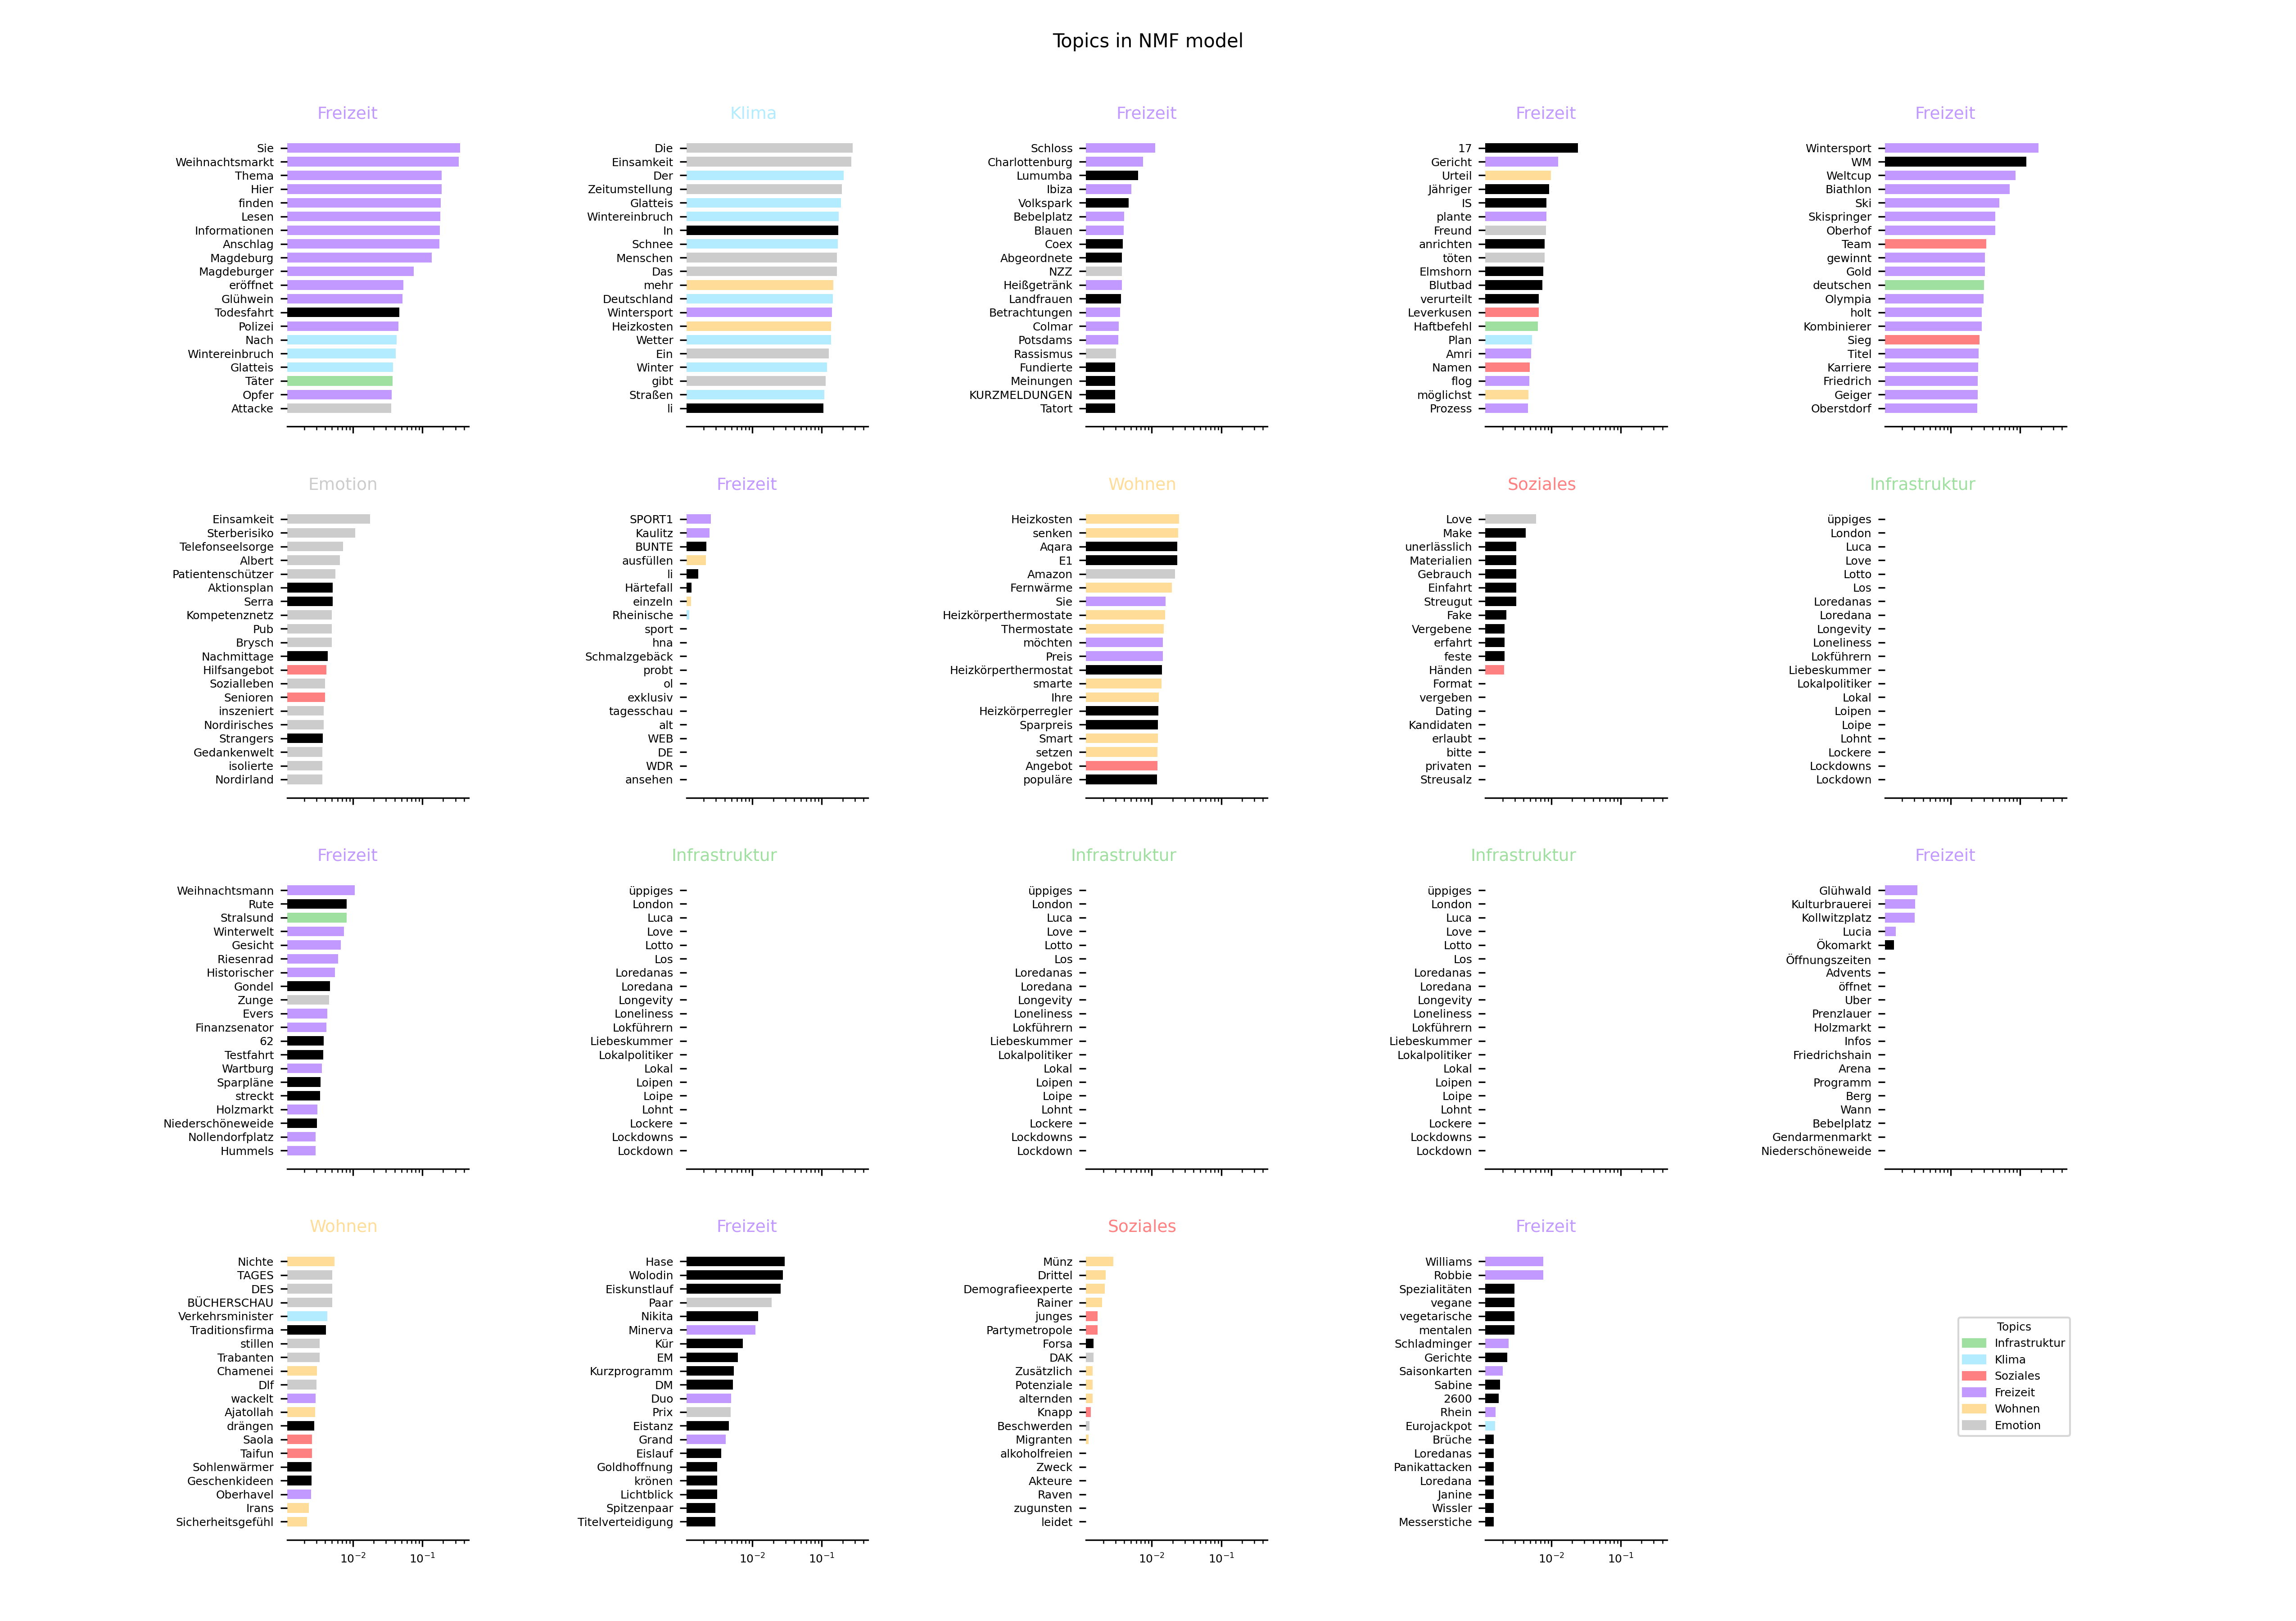 Topics in NMF model
Freizeit
Sie
Weihnachtsmarkt
Thema
Hier
finden
Lesen
Informationen
Anschlag
Magdeburg
Magdeburger
eröffnet
Glühwein
Todesfahrt
Polizei
Nach
Wintereinbruch
Glatteis
Täter
Opfer
Attacke
Klima
Die
Einsamkeit
Der
Zeitumstellung
Glatteis
Wintereinbruch
In
Schnee
Menschen
Das
mehr
Deutschland
Wintersport
Heizkosten
Wetter
Ein
Winter
gibt
Straßen
li
Freizeit
Schloss
Charlottenburg
Lumumba
Ibiza
Volkspark
Bebelplatz
Blauen
Coex
Abgeordnete
NZZ
Heißgetränk
Landfrauen
Betrachtungen
Colmar
Potsdams
Rassismus
Fundierte
Meinungen
KURZMELDUNGEN
Tatort
Freizeit
17
Gericht
Urteil
Jähriger
IS
plante
Freund
anrichten
töten
Elmshorn
Blutbad
verurteilt
Leverkusen
Haftbefehl
Plan
Amri
Namen
flog
möglichst
Prozess
Freizeit
Wintersport
WM
Weltcup
Biathlon
Ski
Skispringer
Oberhof
Team
gewinnt
Gold
deutschen
Olympia
holt
Kombinierer
Sieg
Titel
Karriere
Friedrich
Geiger
Oberstdorf
Emotion
Einsamkeit
Sterberisiko
Telefonseelsorge
Albert
Patientenschützer
Aktionsplan
Serra
Kompetenznetz
Pub
Brysch
Nachmittage
Hilfsangebot
Sozialleben
Senioren
inszeniert
Nordirisches
Strangers
Gedankenwelt
isolierte
Nordirland
Freizeit
SPORT1
Kaulitz
BUNTE
ausfüllen
li
Härtefall
einzeln
Rheinische
sport
hna
Schmalzgebäck
probt
ol
exklusiv
tagesschau
alt
WEB
DE
WDR
ansehen
Wohnen
Heizkosten
senken
Aqara
E1
Amazon
Fernwärme
Sie
Heizkörperthermostate
Thermostate
möchten
Preis
Heizkörperthermostat
smarte
Ihre
Heizkörperregler
Sparpreis
Smart
setzen
Angebot
populäre
Soziales
Love
Make
unerlässlich
Materialien
Gebrauch
Einfahrt
Streugut
Fake
Vergebene
erfahrt
feste
Händen
Format
vergeben
Dating
Kandidaten
erlaubt
bitte
privaten
Streusalz
Infrastruktur
üppiges
London
Luca
Love
Lotto
Los
Loredanas
Loredana
Longevity
Loneliness
Lokführern
Liebeskummer
Lokalpolitiker
Lokal
Loipen
Loipe
Lohnt
Lockere
Lockdowns
Lockdown
Freizeit
Weihnachtsmann
Rute
Stralsund
Winterwelt
Gesicht
Riesenrad
Historischer
Gondel
Zunge
Evers
Finanzsenator
62
Testfahrt
Wartburg
Sparpläne
streckt
Holzmarkt
Niederschöneweide
Nollendorfplatz
Hummels
Infrastruktur
üppiges
London
Luca
Love
Lotto
Los
Loredanas
Loredana
Longevity
Loneliness
Lokführern
Liebeskummer
Lokalpolitiker
Lokal
Loipen
Loipe
Lohnt
Lockere
Lockdowns
Lockdown
Infrastruktur
üppiges
London
Luca
Love
Lotto
Los
Loredanas
Loredana
Longevity
Loneliness
Lokführern
Liebeskummer
Lokalpolitiker
Lokal
Loipen
Loipe
Lohnt
Lockere
Lockdowns
Lockdown
Infrastruktur
üppiges
London
Luca
Love
Lotto
Los
Loredanas
Loredana
Longevity
Loneliness
Lokführern
Liebeskummer
Lokalpolitiker
Lokal
Loipen
Loipe
Lohnt
Lockere
Lockdowns
Lockdown
Freizeit
Glühwald
Kulturbrauerei
Kollwitzplatz
Lucia
Ökomarkt
Öffnungszeiten
Advents
öffnet
Uber
Prenzlauer
Holzmarkt
Infos
Friedrichshain
Arena
Programm
Berg
Wann
Bebelplatz
Gendarmenmarkt
Niederschöneweide
Wohnen
Nichte
TAGES
DES
BÜCHERSCHAU
Verkehrsminister
Traditionsfirma
stillen
Trabanten
Chamenei
Dlf
wackelt
Ajatollah
drängen
Saola
Taifun
Sohlenwärmer
Geschenkideen
Oberhavel
Irans
Sicherheitsgefühl
10⁻² 10⁻¹
Freizeit
Hase
Wolodin
Eiskunstlauf
Paar
Nikita
Minerva
Kür
EM
Kurzprogramm
DM
Duo
Prix
Eistanz
Grand
Eislauf
Goldhoffnung
krönen
Lichtblick
Spitzenpaar
Titelverteidigung
10⁻² 10⁻¹
Soziales
Münz
Drittel
Demografieexperte
Rainer
junges
Partymetropole
Forsa
DAK
Zusätzlich
Potenziale
alternden
Knapp
Beschwerden
Migranten
alkoholfreien
Zweck
Akteure
Raven
zugunsten
leidet
10⁻² 10⁻¹
Freizeit
Williams
Robbie
Spezialitäten
vegane
vegetarische
mentalen
Schladminger
Gerichte
Saisonkarten
Sabine
2600
Rhein
Eurojackpot
Brüche
Loredanas
Panikattacken
Loredana
Janine
Wissler
Messerstiche
10⁻² 10⁻¹
Topics
Infrastruktur
Klima
Soziales
Freizeit
Wohnen
Emotion